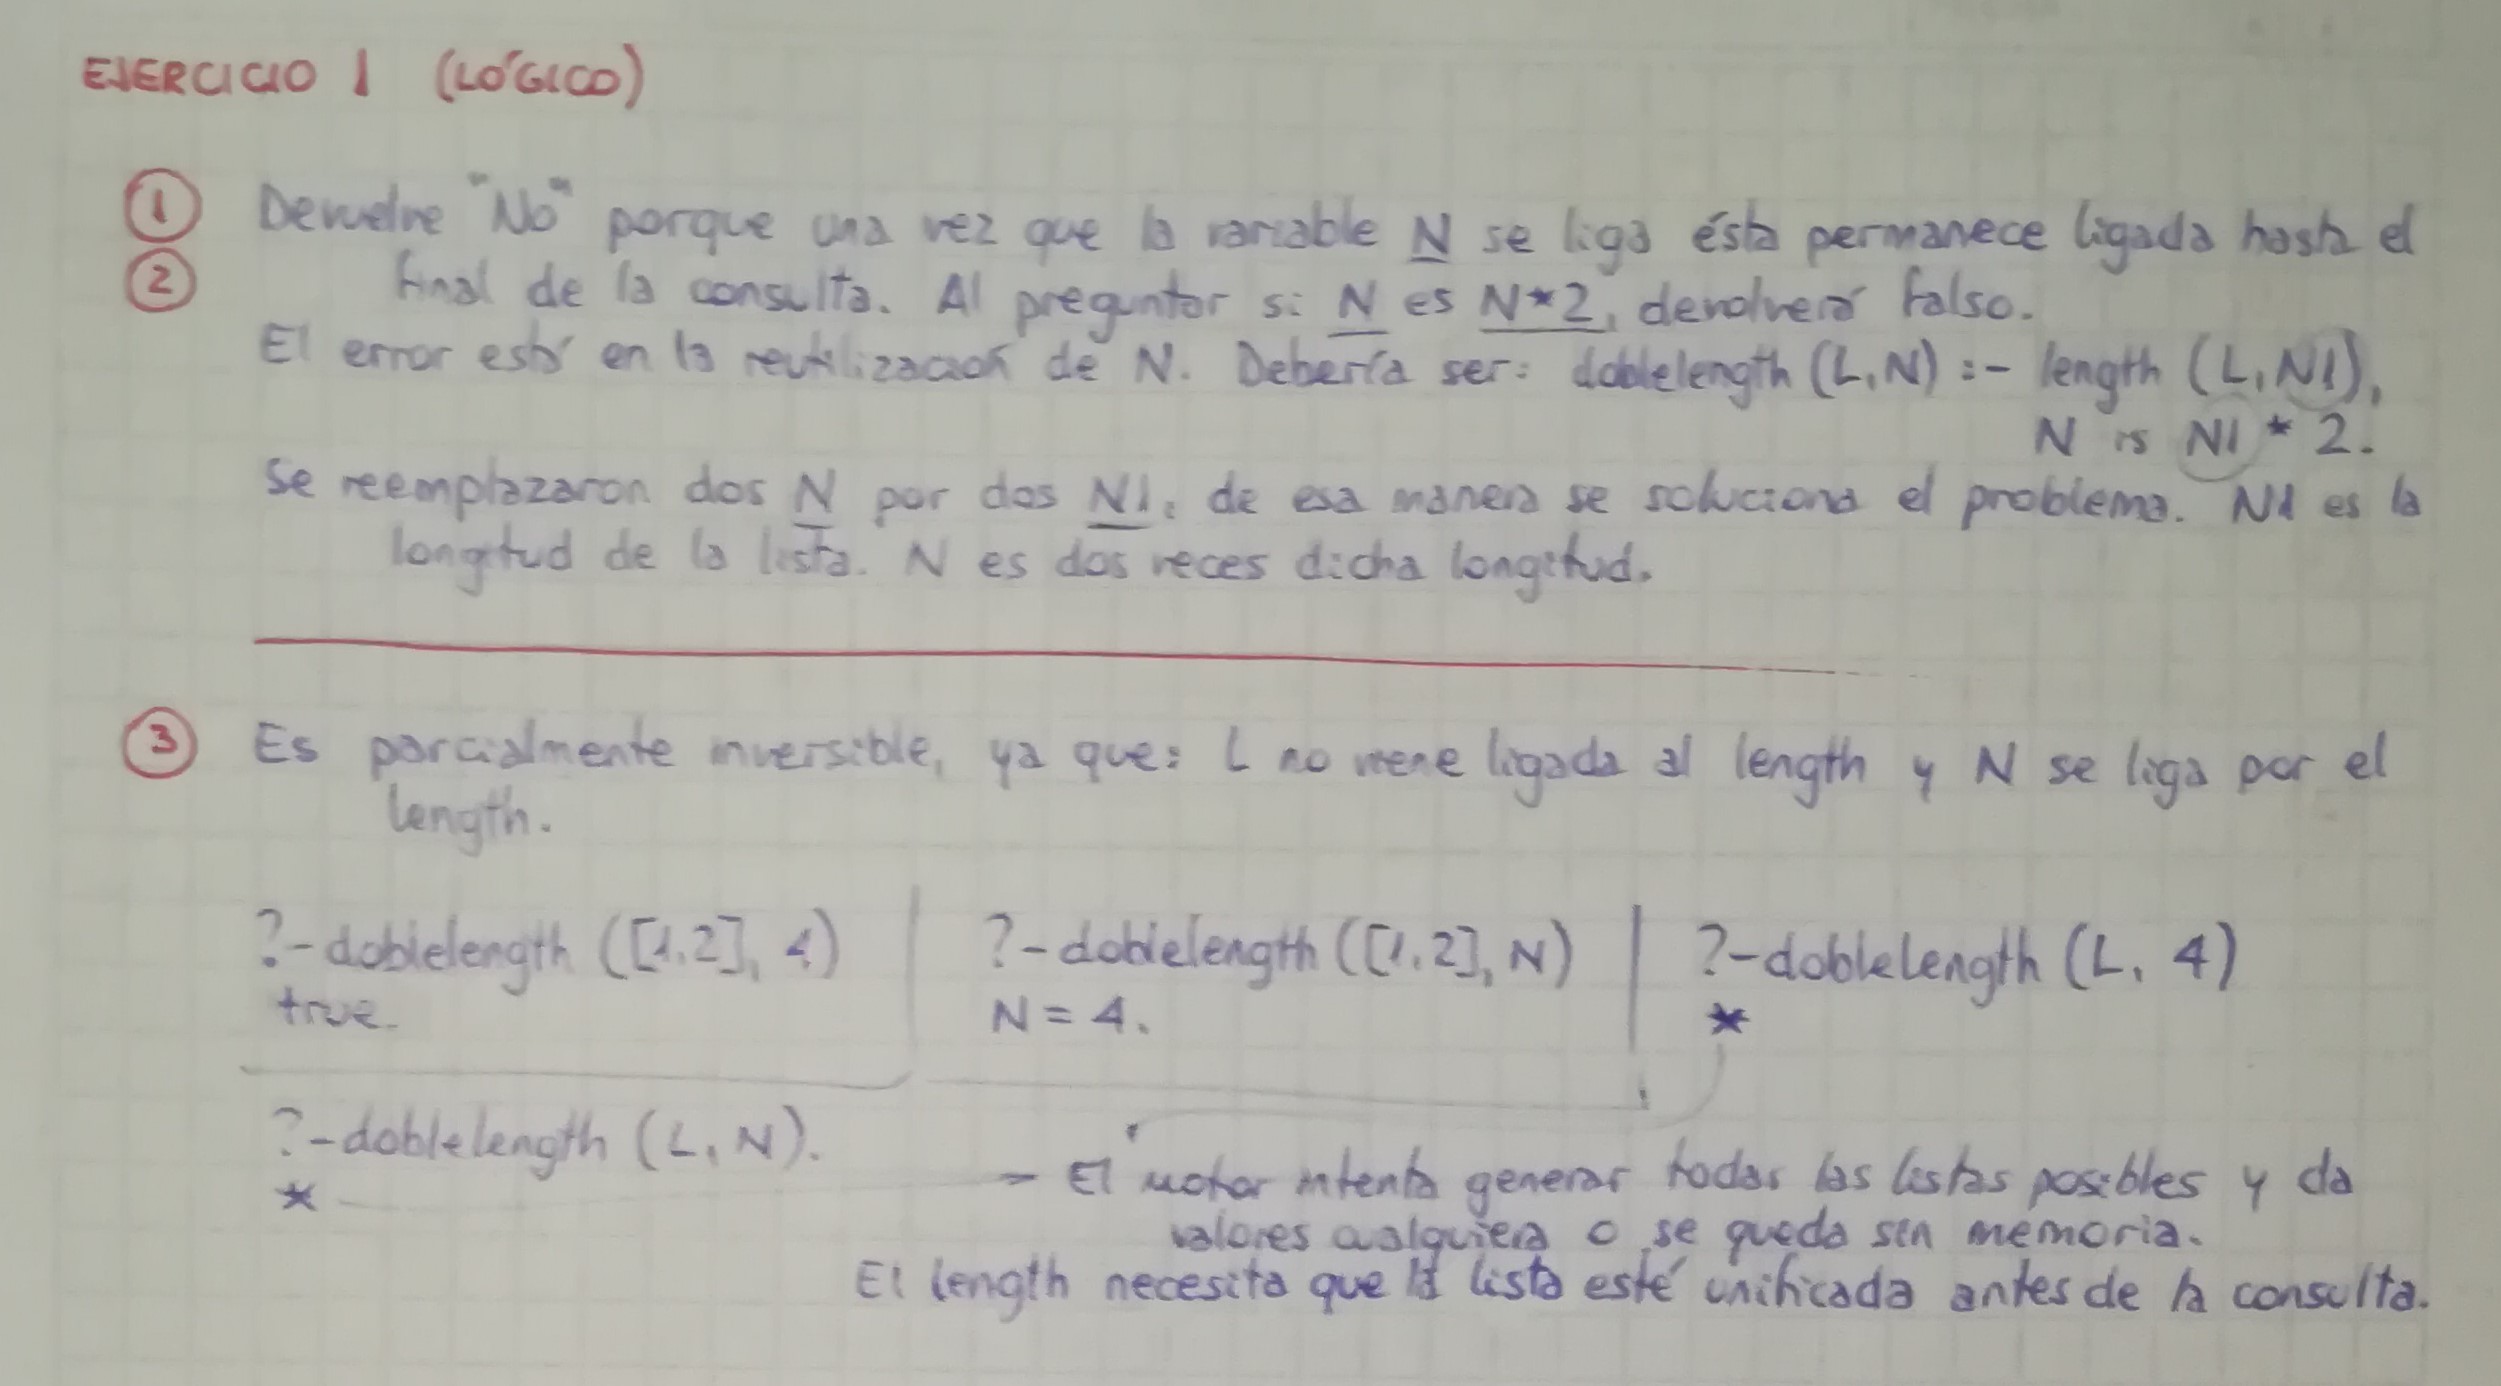 EJERCICIO 1 (LÓGICO)
① Devuelve "No" porque una vez que la variable N se liga ésta permanece ligada hasta el
② final de la consulta. Al preguntar si N es N*2, devolverá falso.
El error está en la reutilización de N. Debería ser: doblelength (L,N) :- length (L,N1),
N is N1 * 2.
Se reemplazaron dos N por dos N1, de esa manera se soluciona el problema. N1 es la
longitud de la lista. N es dos veces dicha longitud.
③ Es parcialmente inversible, ya que: L no viene ligada al length y N se liga por el
length.
?-doblelength ([1,2], 4) ?-doblelength ([1,2], N) ?-doblelength (L, 4)
true. N = 4. *
?-doblelength (L, N).
* - El motor intenta generar todas las listas posibles y da
valores cualquiera o se queda sin memoria.
El length necesita que la lista esté unificada antes de la consulta.